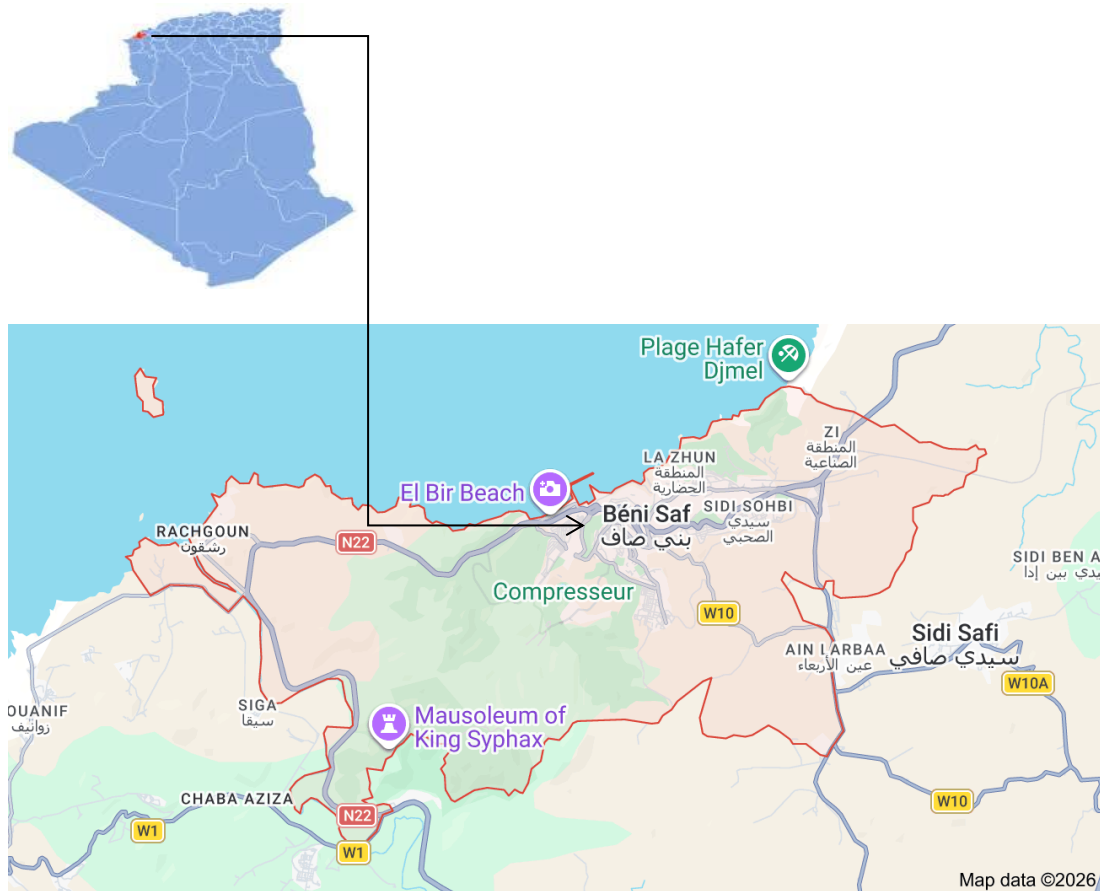 Plage Hafer
Djmel
ZI
المنطقة
الصناعية
LA ZHUN
المنطقة
الحضارية
El Bir Beach
Béni Saf
بني صاف
SIDI SOHBI
سيدي
الصحبي
RACHGOUN
رشقون
N22
SIDI BEN A
سيدي بين إدا
Compresseur
W10
Sidi Safi
سيدي صافي
AIN LARBAA
عين الأربعاء
W10A
OUANIF
زوانيف
SIGA
سيقا
Mausoleum of
King Syphax
CHABA AZIZA
N22
W10
W1
W1
Map data ©2026